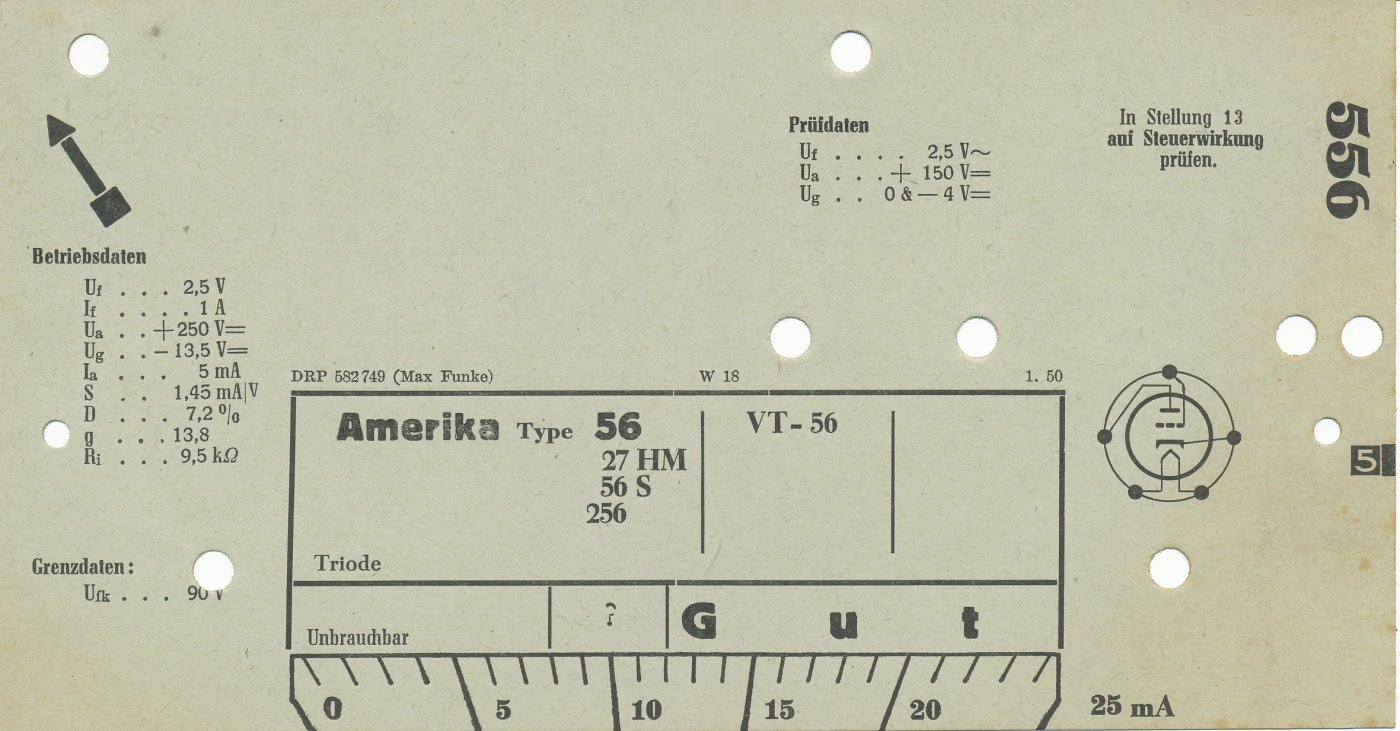 Prüfdaten
Uf . . . . 2,5 V~
Ua . . . + 150 V=
Ug . . 0 & — 4 V=
In Stellung 13
auf Steuerwirkung
prüfen.
556
Betriebsdaten
Uf . . . 2,5 V
If . . . . 1 A
Ua . . +250 V=
Ug . . — 13,5 V=
Ia . . . 5 mA
S . . 1,45 mA|V
D . . . 7,2 %
g . . . 13,8
Ri . . . 9,5 kΩ
Grenzdaten:
Ufk . . . 90 V
DRP 582749 (Max Funke) W 18 1. 50
Amerika Type 56 VT-56
27 HM
56 S
256
Triode
Unbrauchbar ? Gut
0 5 10 15 20 25 mA
5